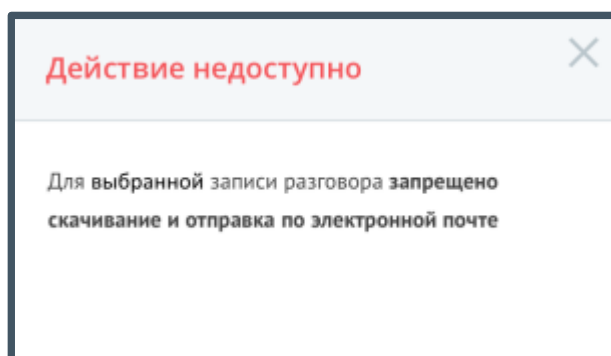 Действие недоступно
Для выбранной записи разговора запрещено
скачивание и отправка по электронной почте